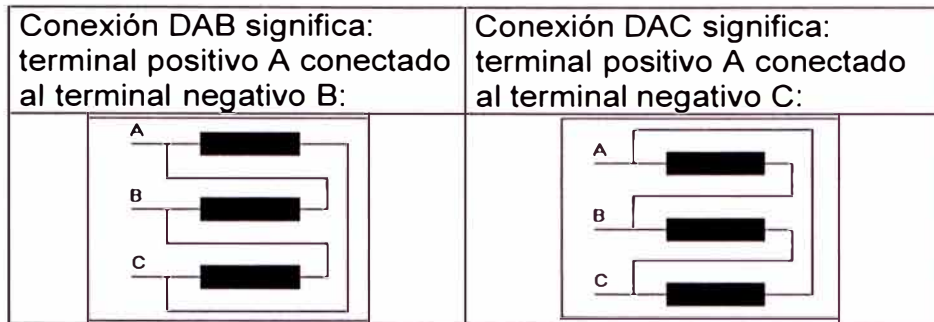 Conexión DAB significa:
terminal positivo A conectado
al terminal negativo B:
Conexión DAC significa:
terminal positivo A conectado
al terminal negativo C:
A
B
C
A
B
C